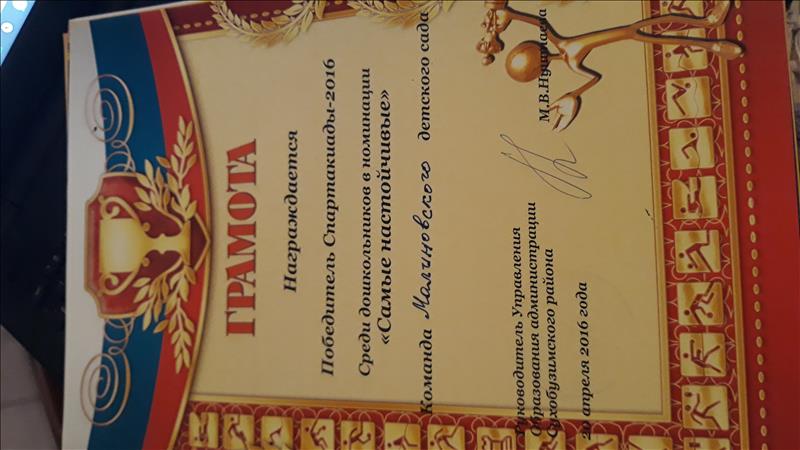 ГРАМОТА
Награждается
Победитель Спартакиады-2016
Среди дошкольников в номинации
«Самые настойчивые»
Команда Малиновского детского сада
Руководитель Управления
Образования администрации
Сухобузимского района М.В.
20 апреля 2016 года